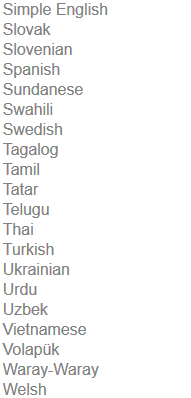 Simple English
Slovak
Slovenian
Spanish
Sundanese
Swahili
Swedish
Tagalog
Tamil
Tatar
Telugu
Thai
Turkish
Ukrainian
Urdu
Uzbek
Vietnamese
Volapük
Waray-Waray
Welsh